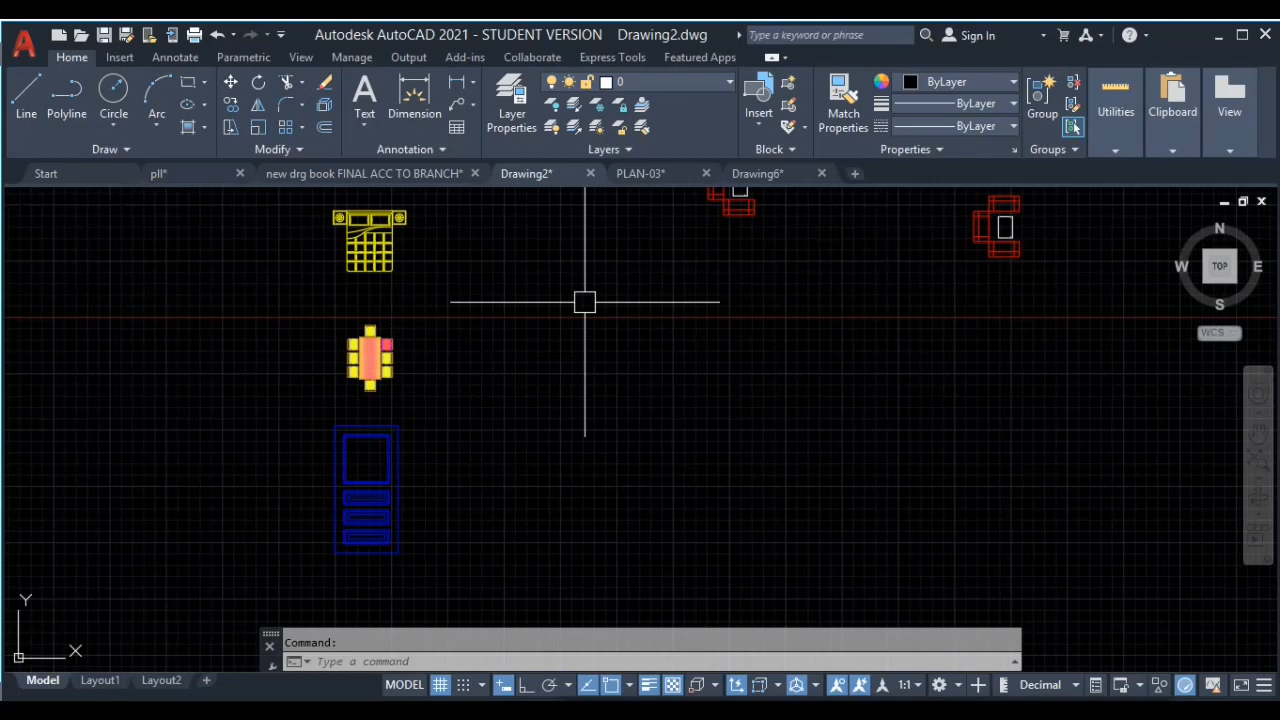 Autodesk AutoCAD 2021 - STUDENT VERSION Drawing2.dwg
Type a keyword or phrase
Sign In
Home Insert Annotate Parametric View Manage Output Add-ins Collaborate Express Tools Featured Apps
0
ByLayer
Line Polyline Circle Arc
Text Dimension
Layer Properties
Insert
Match Properties
ByLayer
ByLayer
Group
Utilities
Clipboard
View
Draw Modify Annotation Layers Block Properties Groups
Start pll* new drg book FINAL ACC TO BRANCH* Drawing2* PLAN-03* Drawing6*
N
W TOP E
S
WCS
Y
X
Command:
Type a command
Model Layout1 Layout2
MODEL 1:1 Decimal